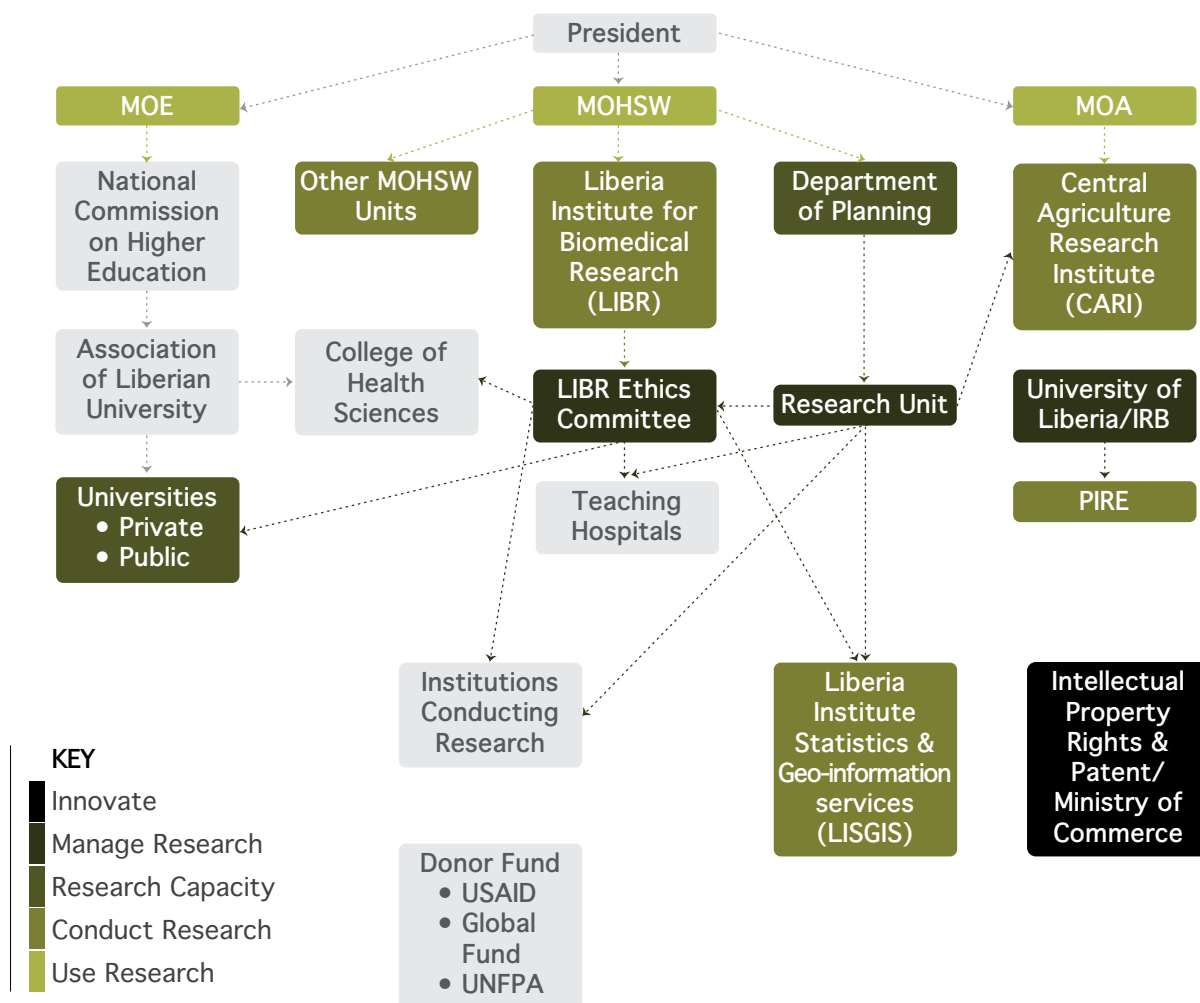 President
MOE
MOHSW
MOA
National
Commission
on Higher
Education
Other MOHSW
Units
Liberia
Institute for
Biomedical
Research
(LIBR)
Department
of Planning
Central
Agriculture
Research
Institute
(CARI)
Association
of Liberian
University
College of
Health
Sciences
LIBR Ethics
Committee
Research Unit
University of
Liberia/IRB
Universities
• Private
• Public
Teaching
Hospitals
PIRE
Institutions
Conducting
Research
Liberia
Institute
Statistics &
Geo-information
services
(LISGIS)
Intellectual
Property
Rights &
Patent/
Ministry of
Commerce
KEY
Innovate
Manage Research
Research Capacity
Conduct Research
Use Research
Donor Fund
• USAID
• Global
Fund
• UNFPA